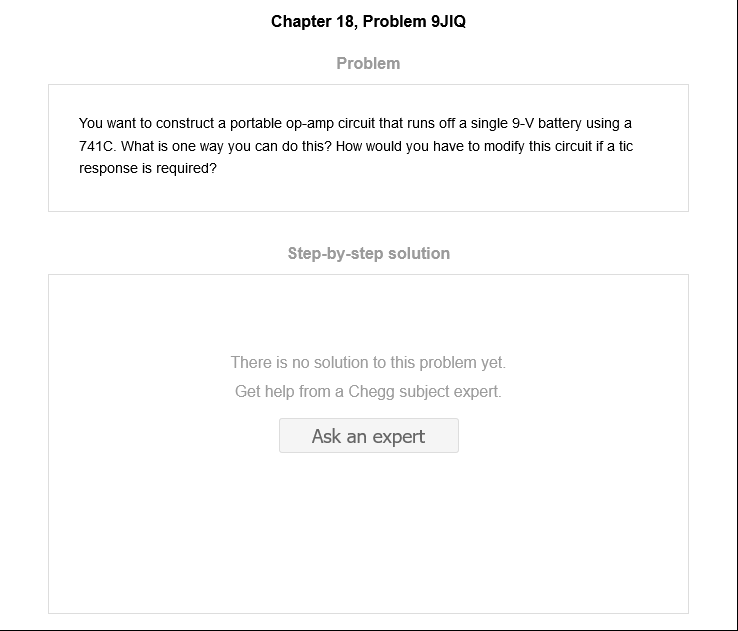 Chapter 18, Problem 9JIQ
Problem
You want to construct a portable op-amp circuit that runs off a single 9-V battery using a
741C. What is one way you can do this? How would you have to modify this circuit if a tic
response is required?
Step-by-step solution
There is no solution to this problem yet.
Get help from a Chegg subject expert.
Ask an expert